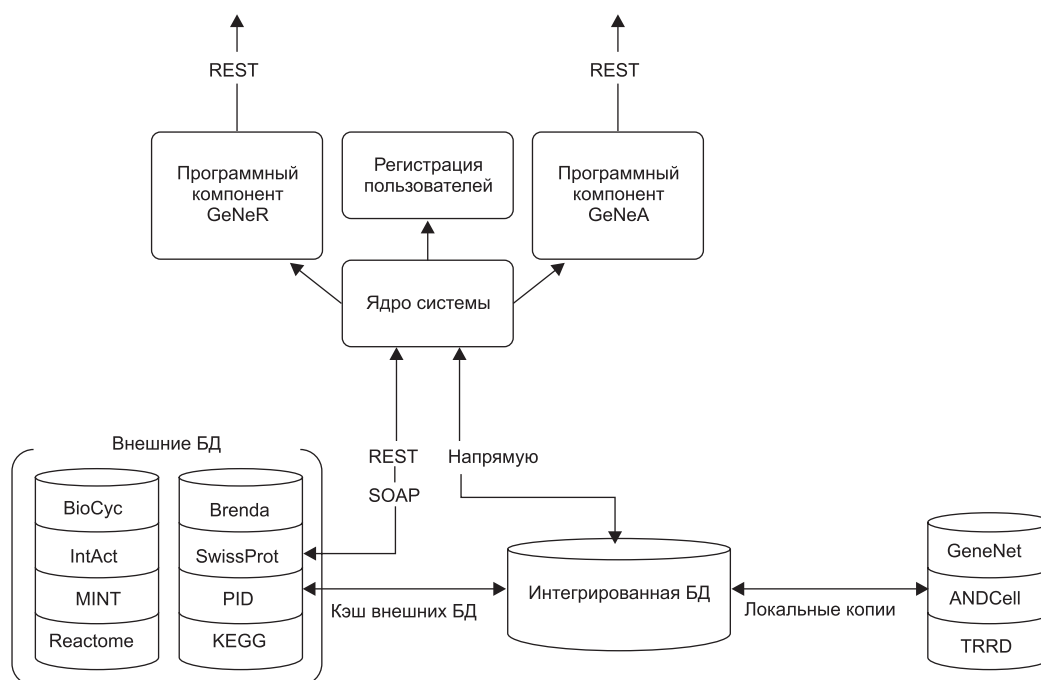 REST
REST
Программный
компонент
GeNeR
Регистрация
пользователей
Программный
компонент
GeNeA
Ядро системы
Внешние БД
REST
SOAP
Напрямую
BioCyc
IntAct
MINT
Reactome
Brenda
SwissProt
PID
KEGG
Кэш внешних БД
Интегрированная БД
Локальные копии
GeneNet
ANDCell
TRRD